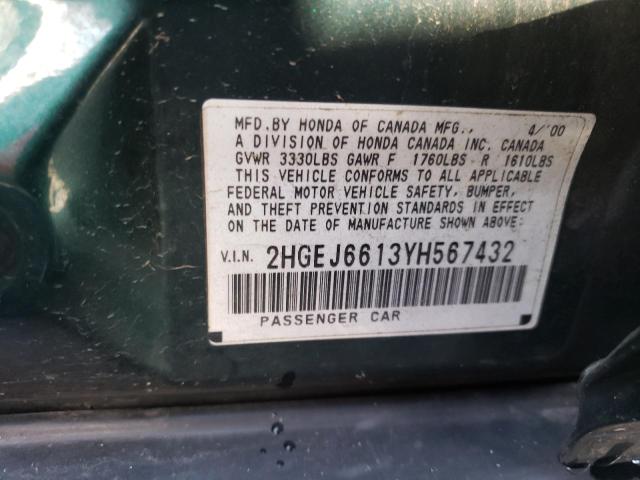 MFD.BY HONDA OF CANADA MFG., 4/'00
A DIVISION OF HONDA CANADA INC. CANADA
GVWR 3330LBS GAWR F 1760LBS R 1610LBS
THIS VEHICLE CONFORMS TO ALL APPLICABLE
FEDERAL MOTOR VEHICLE SAFETY, BUMPER,
AND THEFT PREVENTION STANDARDS IN EFFECT
ON THE DATE OF MANUFACTURE SHOWN ABOVE:
V.I.N. 2HGEJ6613YH567432
PASSENGER CAR